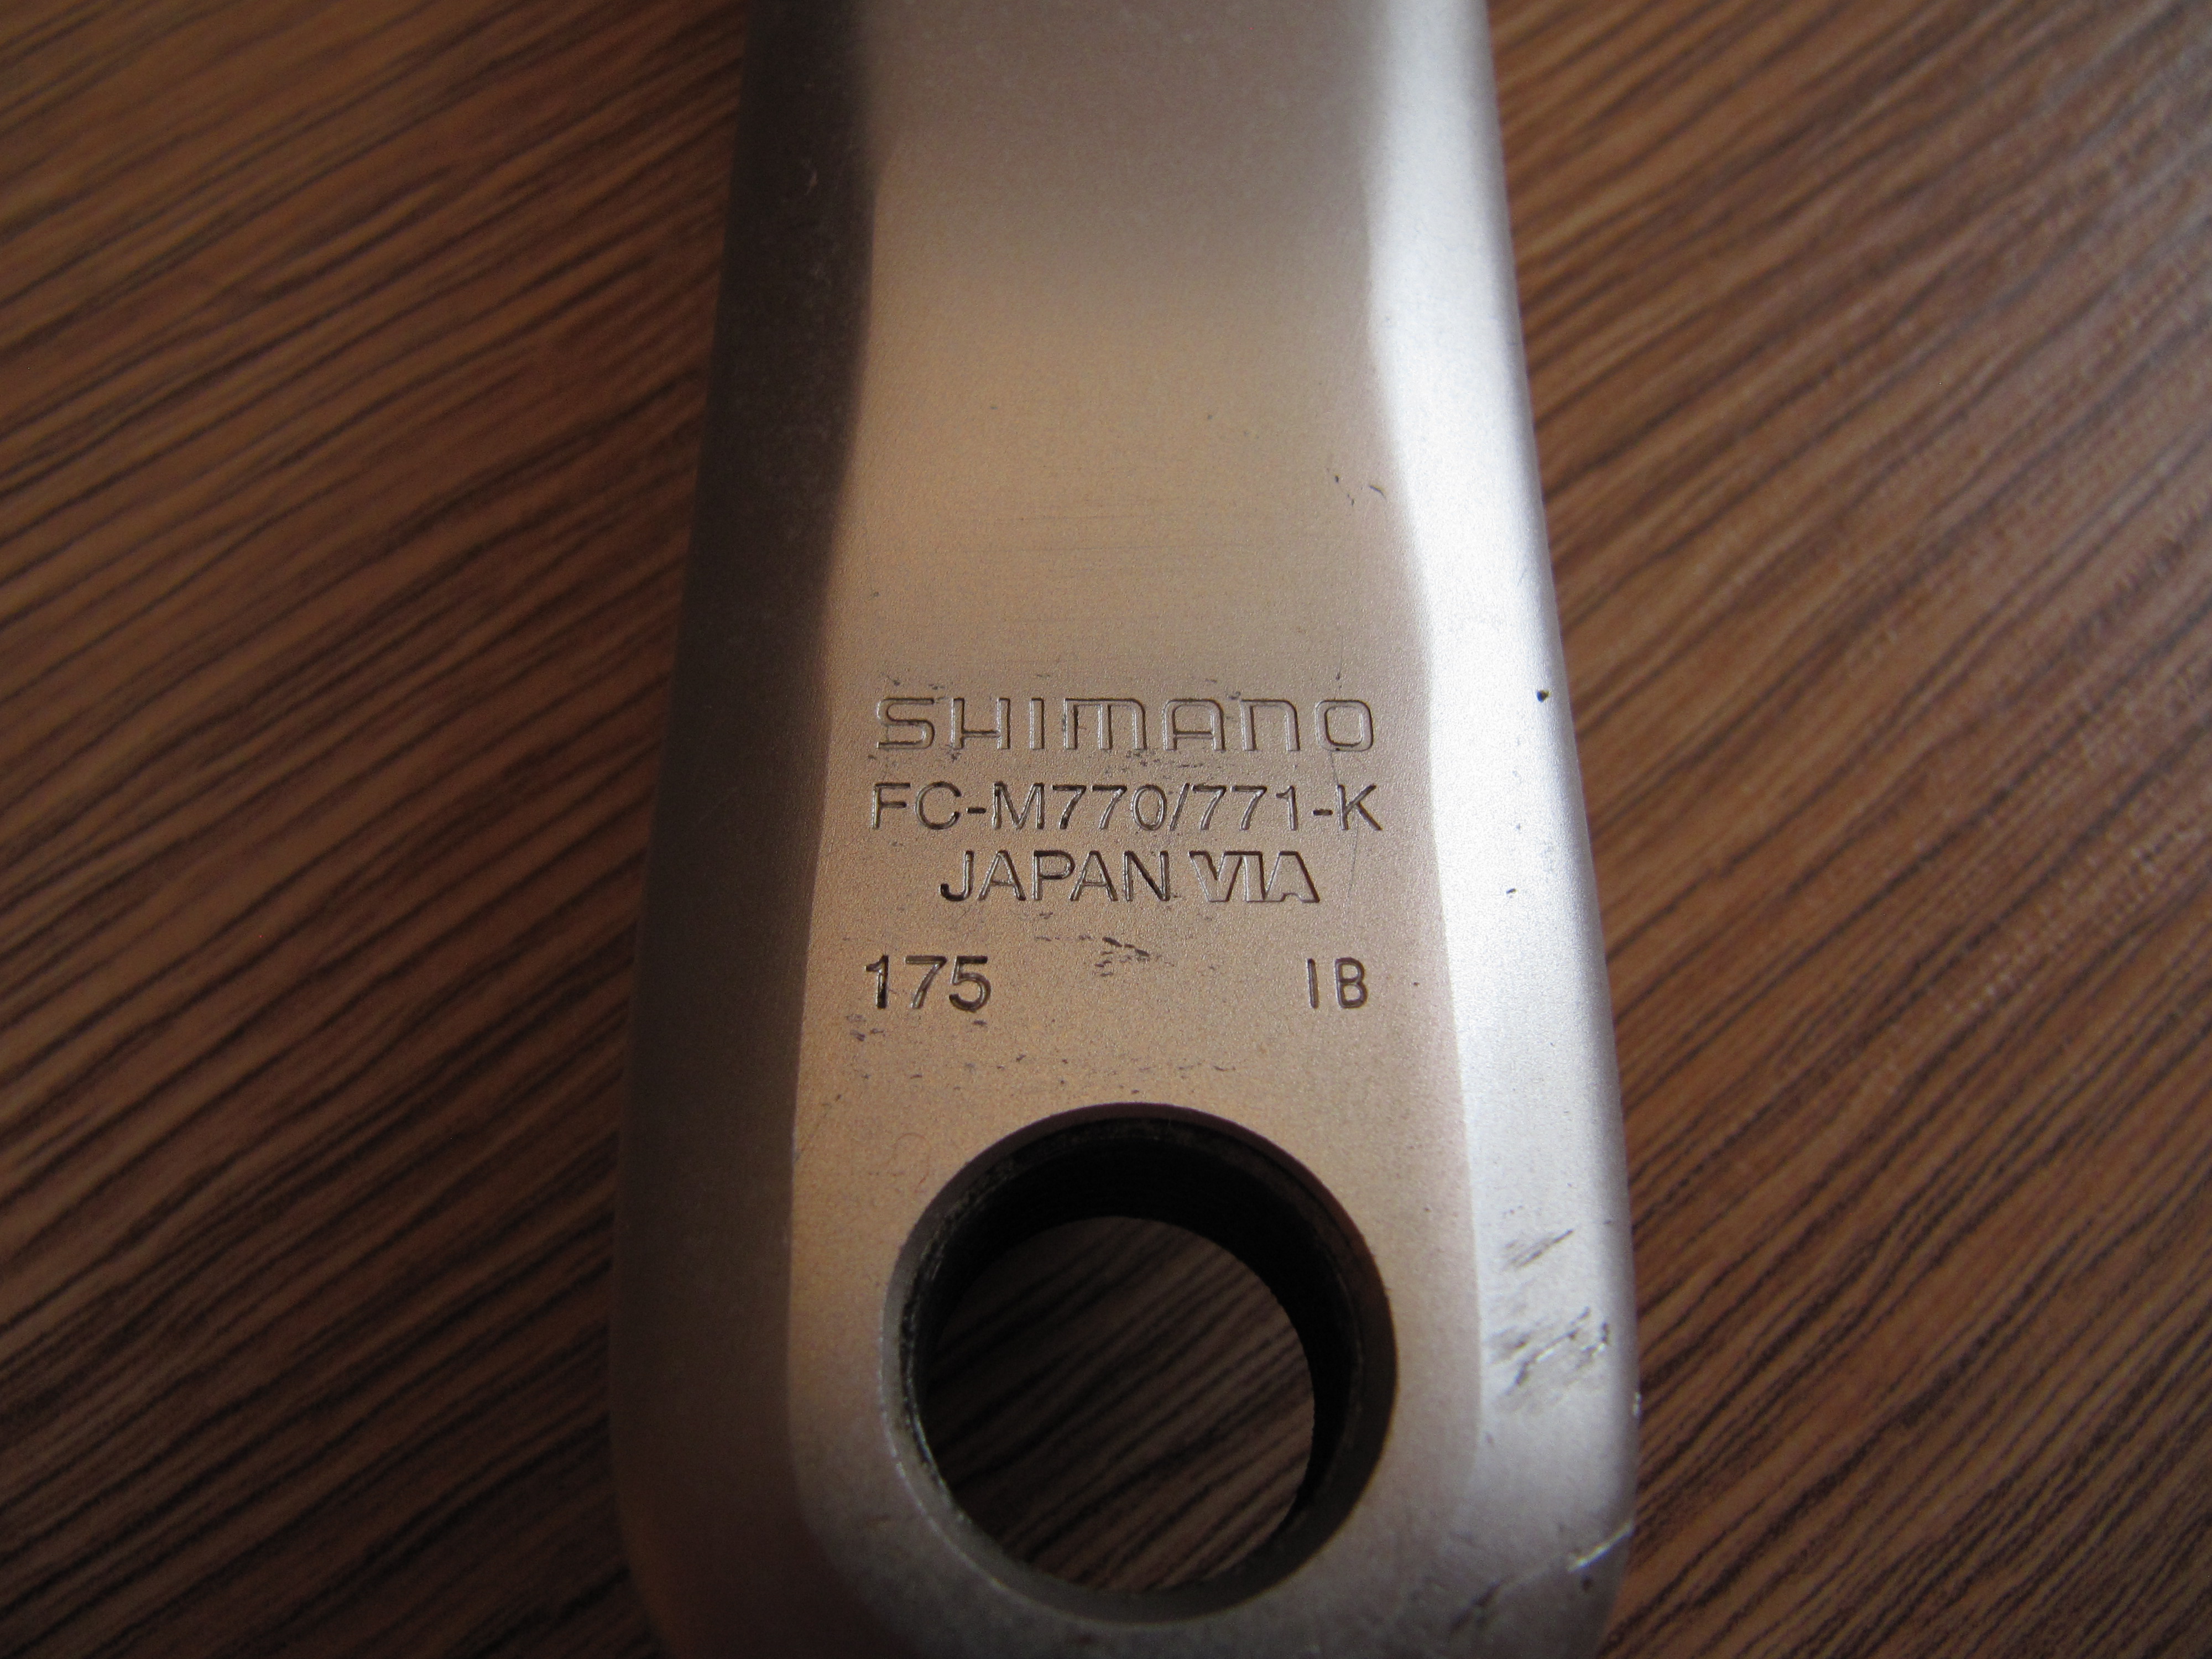 SHIMANO
FC-M770/771-K
JAPAN VIA
175 IB